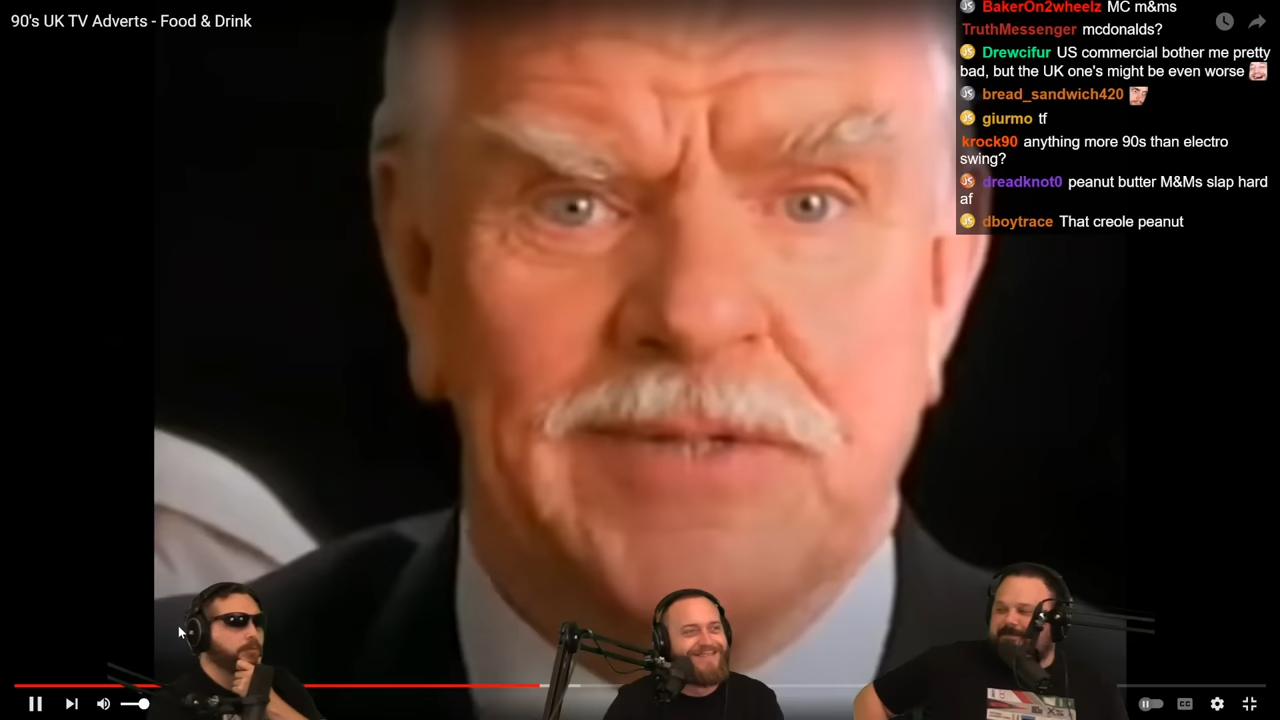 90's UK TV Adverts - Food & Drink
BakerOn2wheelz MC m&ms
TruthMessenger mcdonalds?
Drewcifur US commercial bother me pretty
bad, but the UK one's might be even worse
bread_sandwich420
giurmo tf
krock90 anything more 90s than electro
swing?
dreadknot0 peanut butter M&Ms slap hard
af
dboytrace That creole peanut